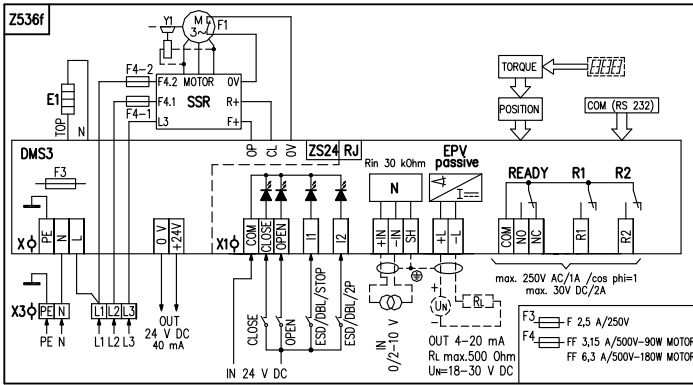 Z536f
Y1
M
3~
F1
F4-2
F4.2 MOTOR 0V
E1
F4.1 SSR R+
F4-1
L3 F+
TOP
N
OP
CL
0V
TORQUE
POSITION
COM (RS 232)
DMS3
F3
ZS24 RJ
Rin 30 kOhm
N
EPV
passive
READY R1 R2
X
PE
N
L
0 V
+24V
X1
COM
CLOSE
OPEN
I1
I2
+IN
-IN
SH
+L
-L
COM
NO
NC
R1
R2
X3
PE N
L1 L2 L3
PE N
L1 L2 L3
OUT
24 V DC
40 mA
IN 24 V DC
CLOSE
OPEN
ESD/DBL/STOP
ESD/DBL/2P
IN
0/2-10 V
+
UN
-
RL
OUT 4-20 mA
RL max.500 Ohm
UN=18-30 V DC
max. 250V AC/1A /cos phi=1
max. 30V DC/2A
F3 F 2,5 A/250V
F4 FF 3,15 A/500V-90W MOTOR
FF 6,3 A/500V-180W MOTOR